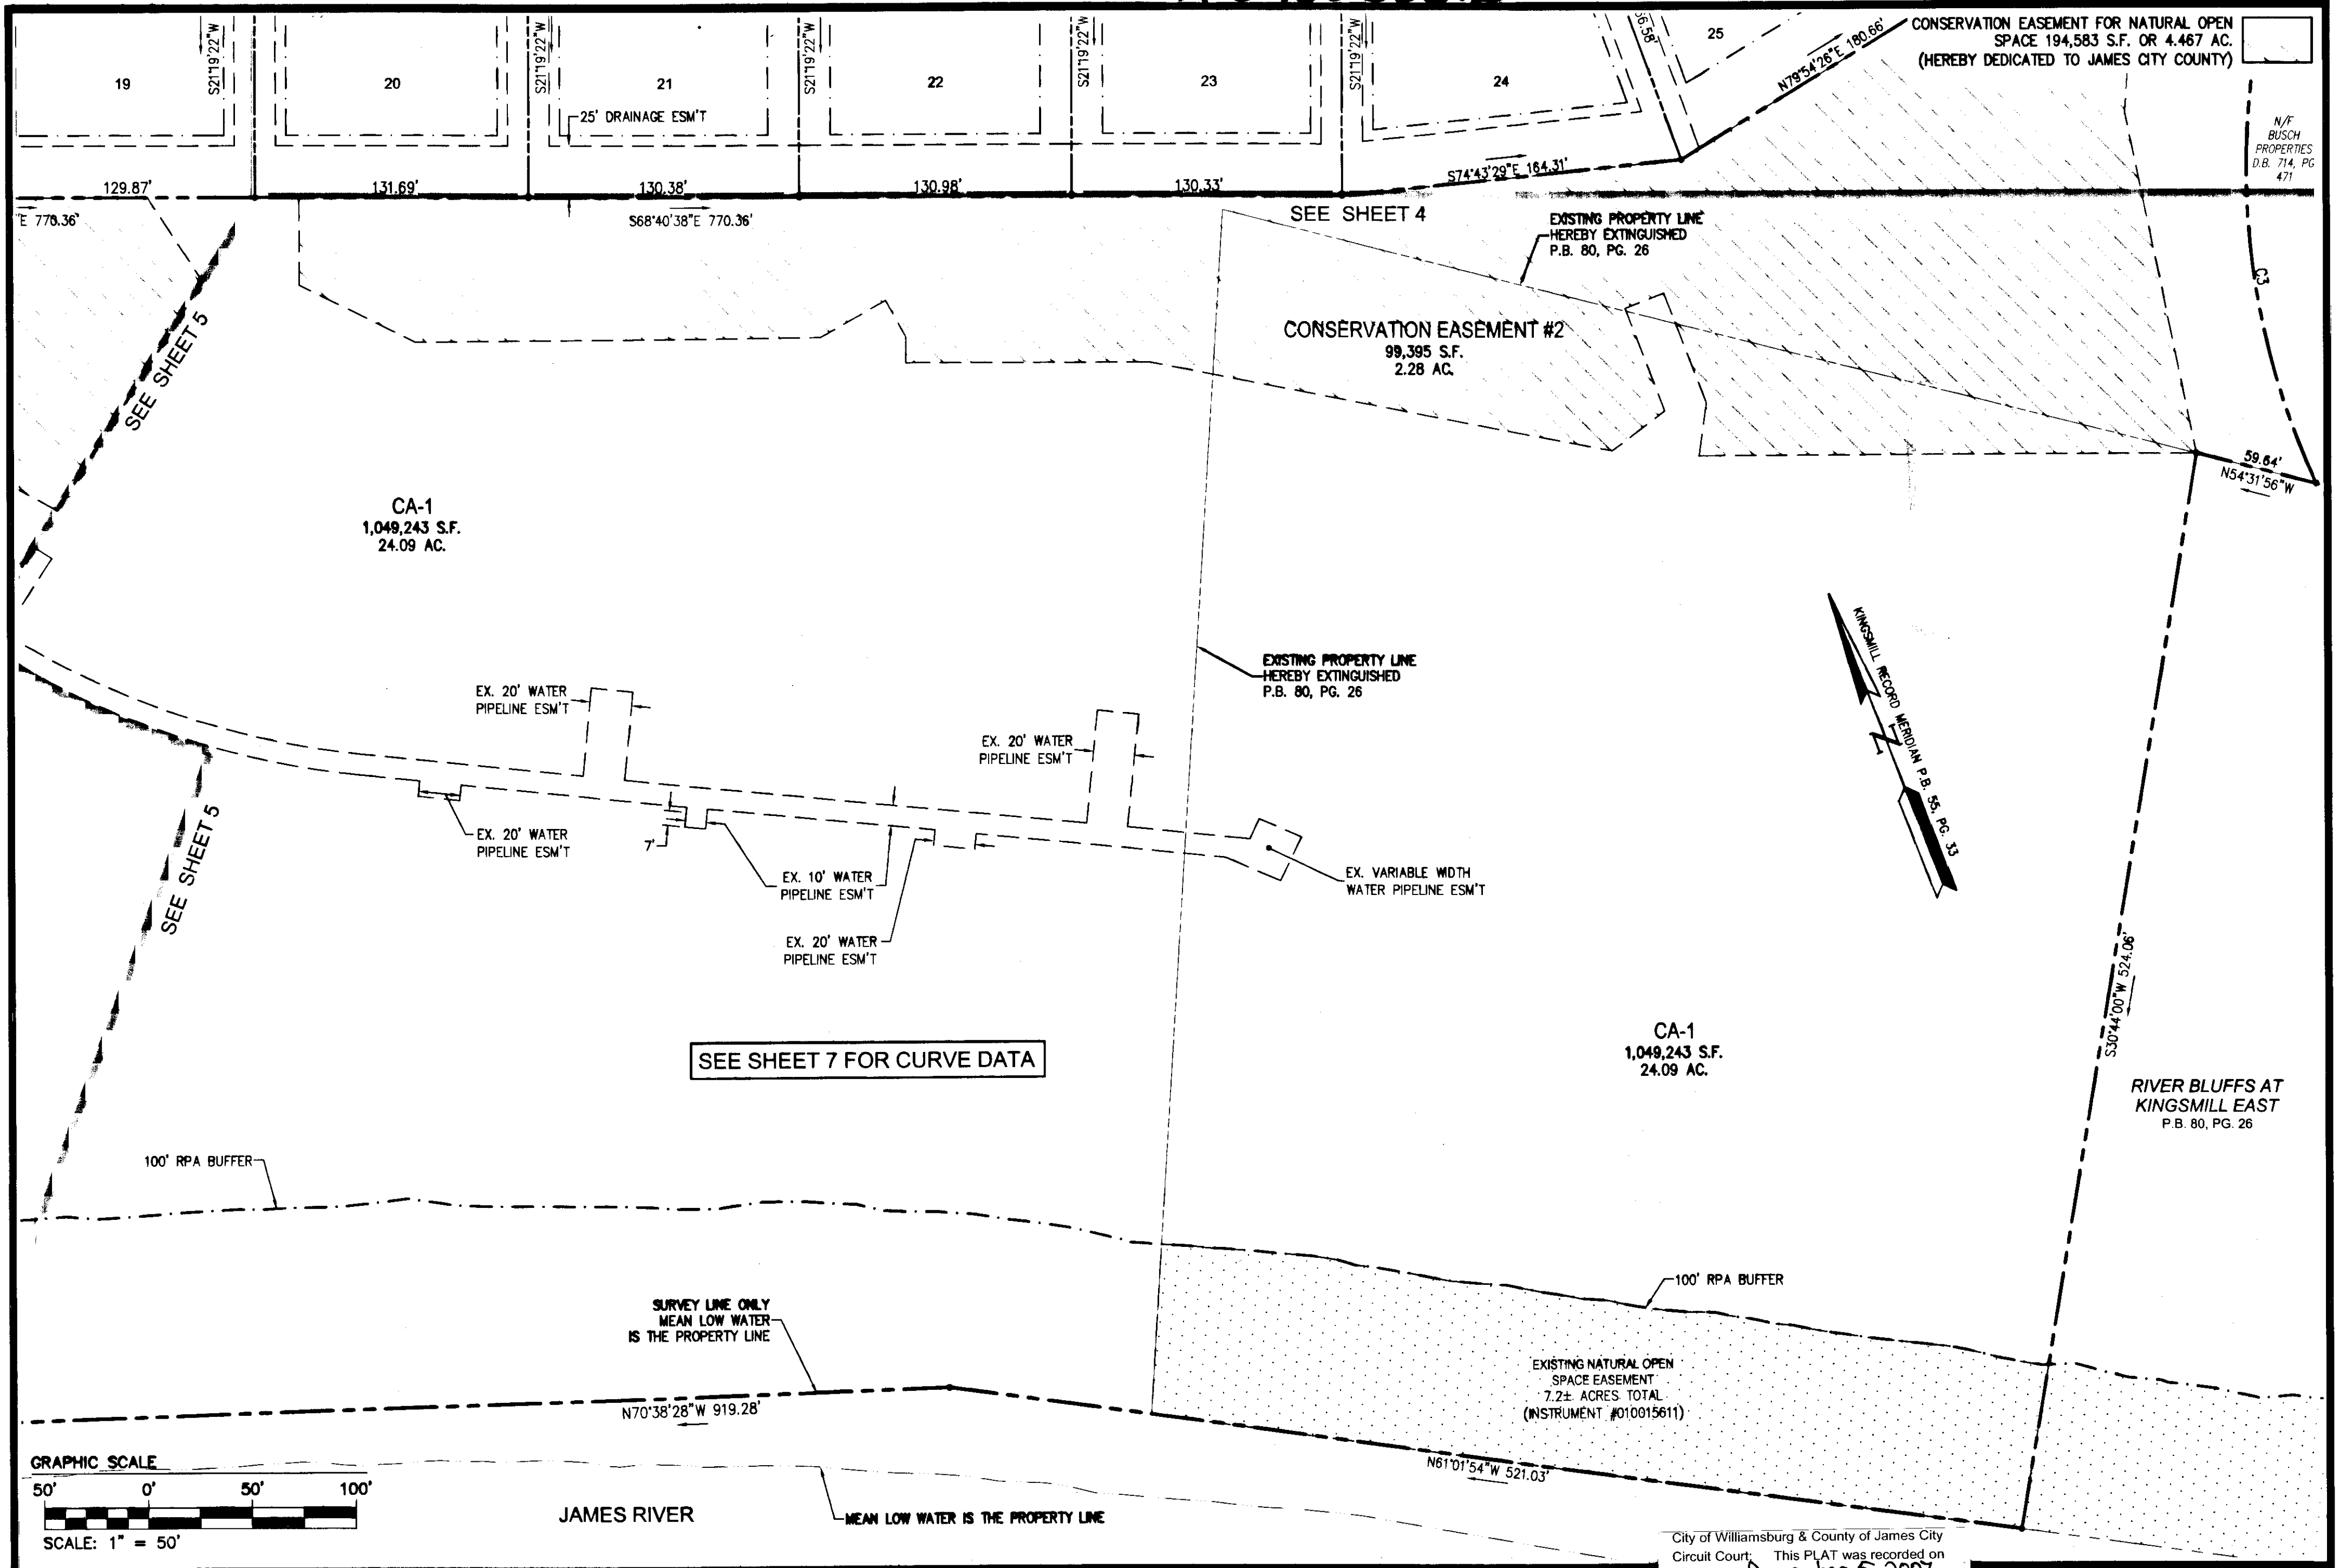 CONSERVATION EASEMENT FOR NATURAL OPEN
SPACE 194,583 S.F. OR 4.467 AC.
(HEREBY DEDICATED TO JAMES CITY COUNTY)
19
S21°19'22"W
20
S21°19'22"W
21
S21°19'22"W
22
S21°19'22"W
23
S21°19'22"W
24
25
N79°54'26"E 180.66'
25' DRAINAGE ESM'T
N/F
BUSCH
PROPERTIES
D.B. 714, PG
471
129.87'
131.69'
130.38'
130.98'
130.33'
S74°43'29"E 164.31'
E 770.36'
S68°40'38"E 770.36'
SEE SHEET 4
EXISTING PROPERTY LINE
HEREBY EXTINGUISHED
P.B. 80, PG. 26
C3
SEE SHEET 5
CONSERVATION EASEMENT #2
99,395 S.F.
2.28 AC.
59.64'
N54°31'56"W
CA-1
1,049,243 S.F.
24.09 AC.
KINGSMILL RECORD MERIDIAN P.B. 55, PG. 33
N
EXISTING PROPERTY LINE
HEREBY EXTINGUISHED
P.B. 80, PG. 26
EX. 20' WATER
PIPELINE ESM'T
EX. 20' WATER
PIPELINE ESM'T
EX. 20' WATER
PIPELINE ESM'T
7'
EX. 10' WATER
PIPELINE ESM'T
EX. VARIABLE WIDTH
WATER PIPELINE ESM'T
EX. 20' WATER
PIPELINE ESM'T
SEE SHEET 5
S30°44'00"W 524.06'
SEE SHEET 7 FOR CURVE DATA
CA-1
1,049,243 S.F.
24.09 AC.
RIVER BLUFFS AT
KINGSMILL EAST
P.B. 80, PG. 26
100' RPA BUFFER
100' RPA BUFFER
SURVEY LINE ONLY
MEAN LOW WATER
IS THE PROPERTY LINE
EXISTING NATURAL OPEN
SPACE EASEMENT
7.2± ACRES TOTAL
(INSTRUMENT #010015611)
N70°38'28"W 919.28'
N61°01'54"W 521.03'
GRAPHIC SCALE
50' 0' 50' 100'
SCALE: 1" = 50'
JAMES RIVER
MEAN LOW WATER IS THE PROPERTY LINE
City of Williamsburg & County of James City
Circuit Court: This PLAT was recorded on